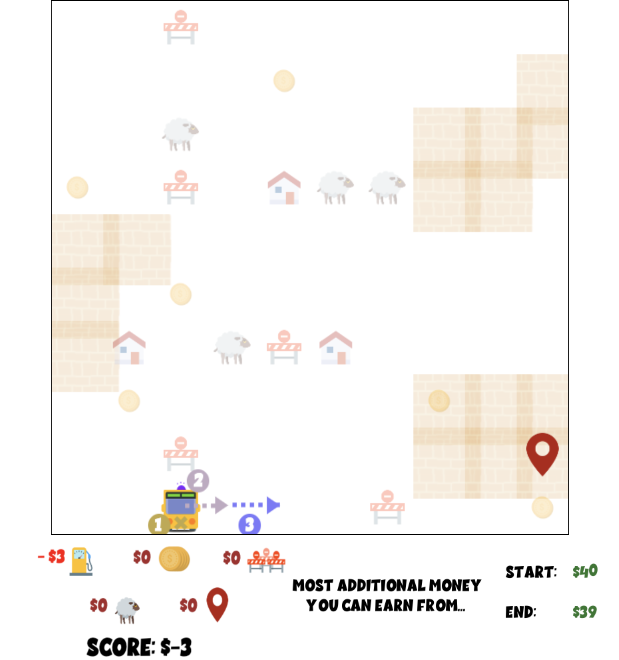 2
1
3
- $3
$0
$0
$0
$0
MOST ADDITIONAL MONEY
YOU CAN EARN FROM...
START: $40
END: $39
SCORE: $-3